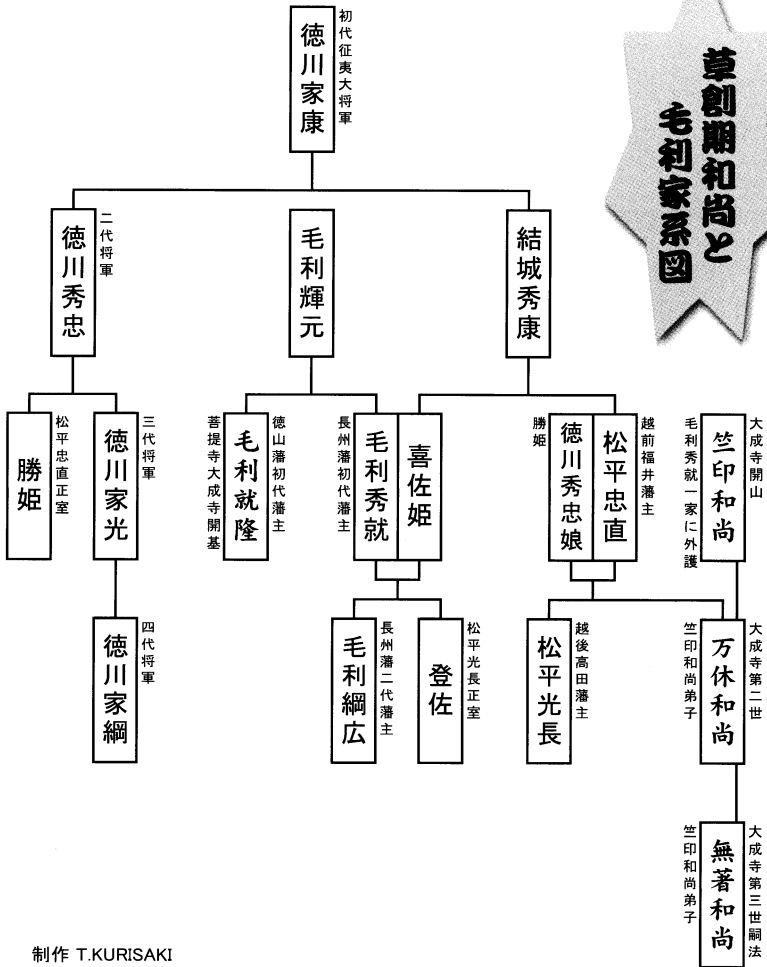 草創期和尚と
毛利家系図
初代征夷大将軍
徳川家康
二代将軍
徳川秀忠
毛利輝元
結城秀康
松平忠直正室
勝姫
三代将軍
徳川家光
徳山藩初代藩主
毛利就隆
菩提寺大成寺開基
長州藩初代藩主
毛利秀就
喜佐姫
勝姫
徳川秀忠娘
越前福井藩主
松平忠直
大成寺開山
竺印和尚
毛利秀就一家に外護
四代将軍
徳川家綱
長州藩二代藩主
毛利綱広
松平光長正室
登佐
越後高田藩主
松平光長
大成寺第二世
万休和尚
竺印和尚弟子
大成寺第三世嗣法
無著和尚
竺印和尚弟子
制作 T.KURISAKI